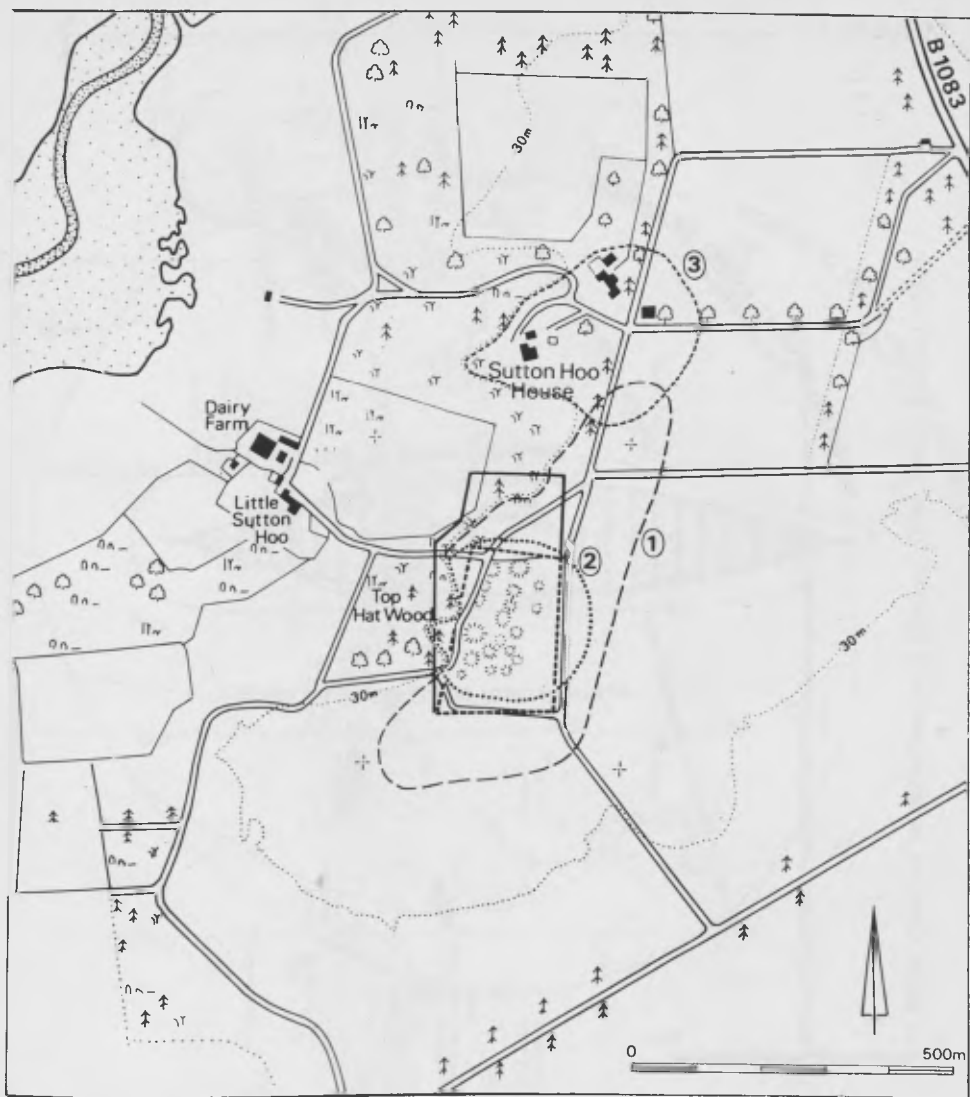 B1083
30m
③
Sutton Hoo
House
Dairy
Farm
Little
Sutton
Hoo
①
②
Top
Hat Wood
30m
30m
0 500m